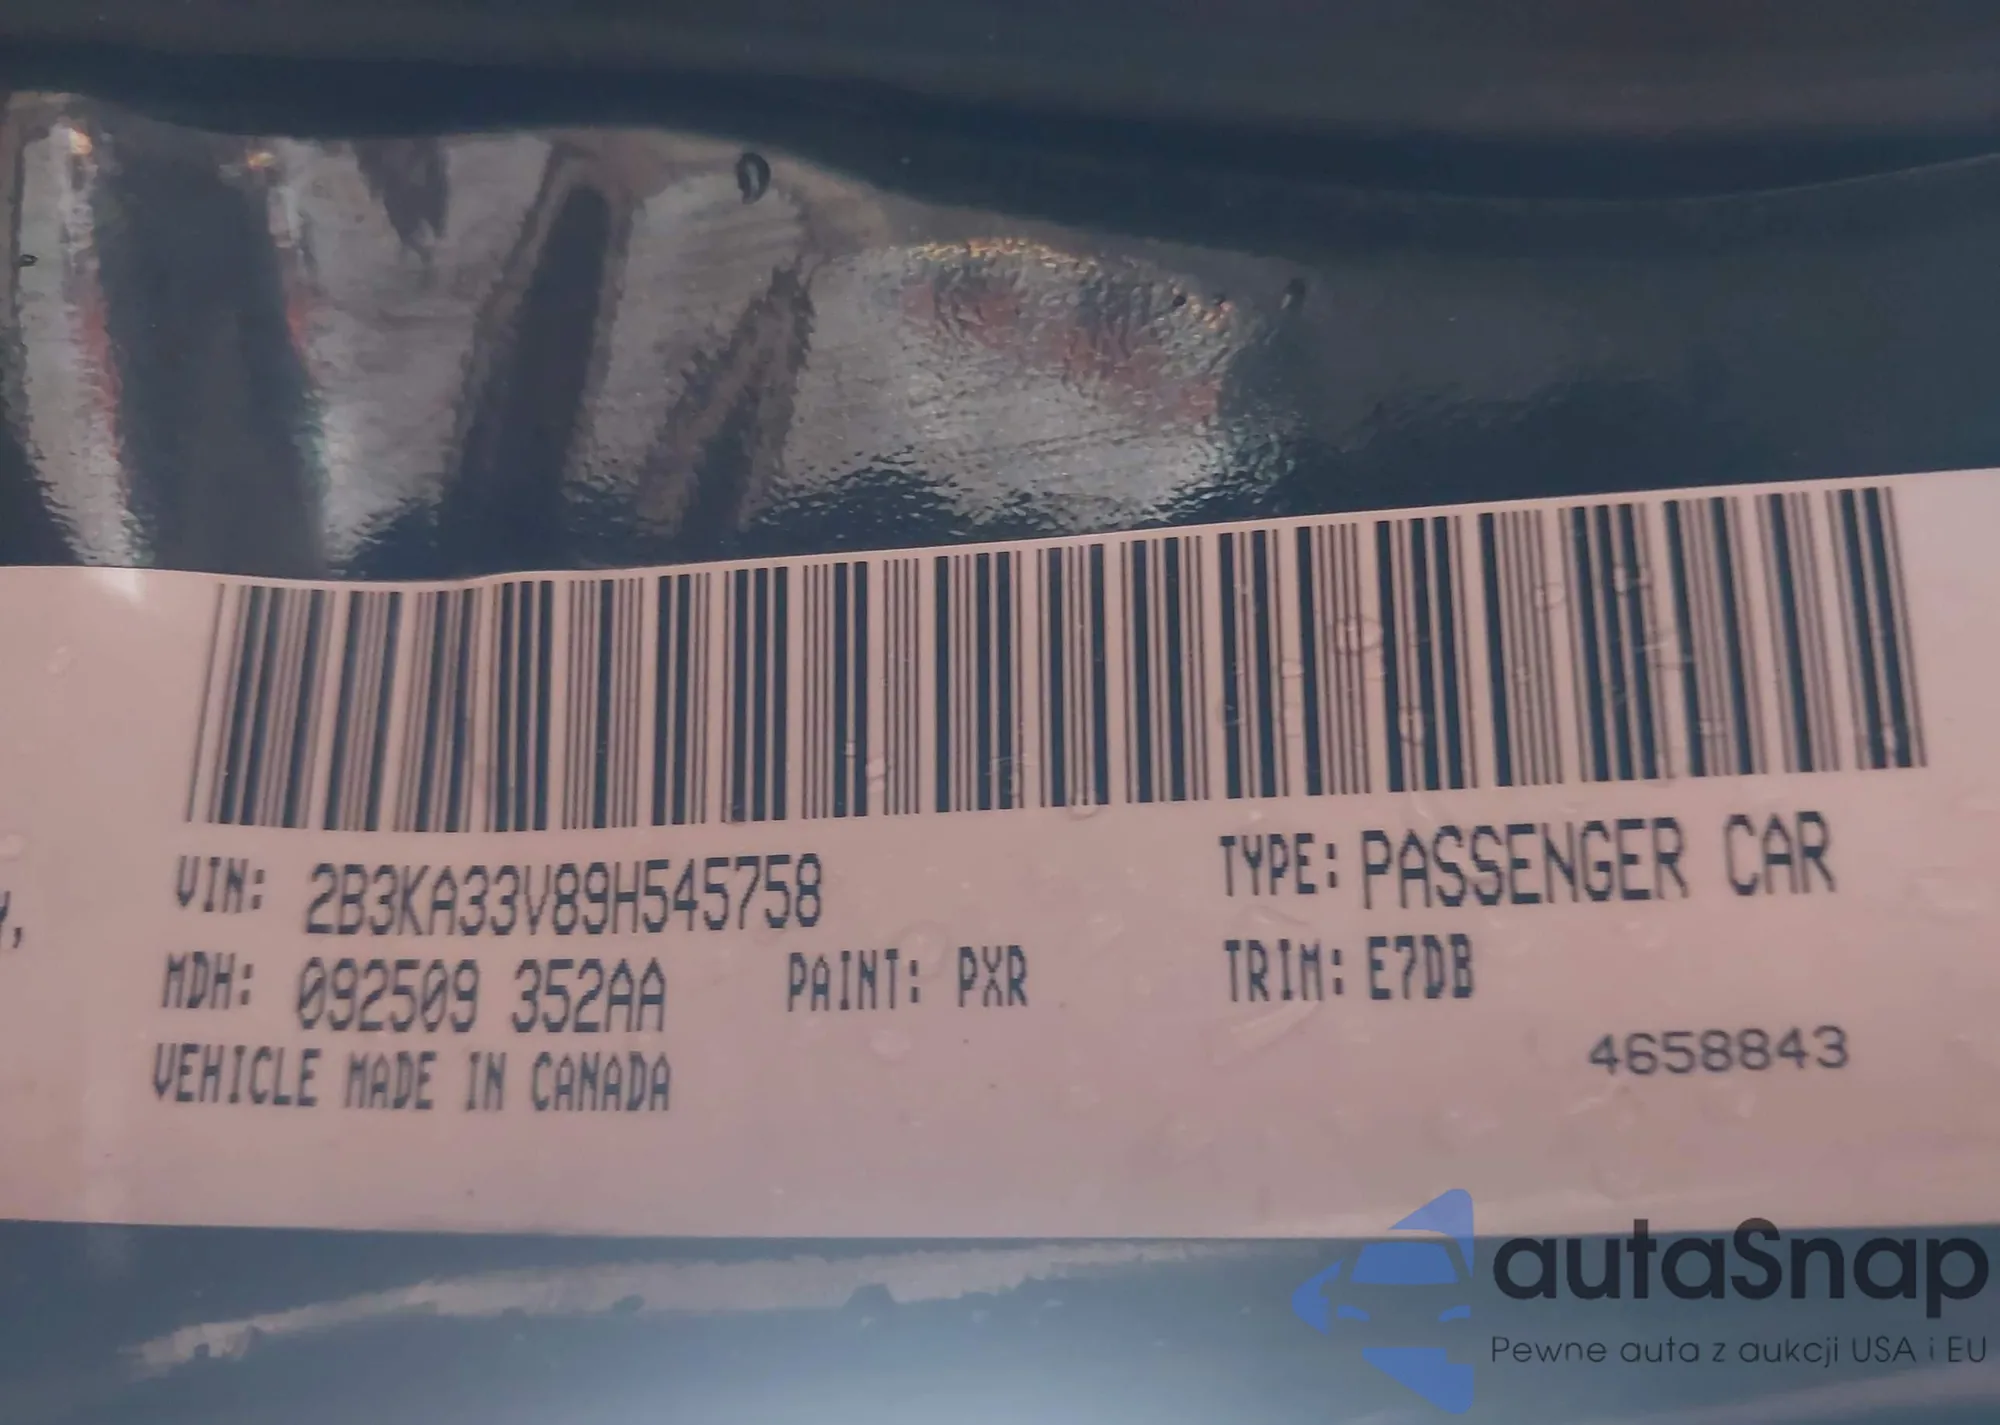 Y,
VIN: 2B3KA33V89H545758
TYPE: PASSENGER CAR
MDH: 092509 352AA
PAINT: PXR
TRIM: E7DB
VEHICLE MADE IN CANADA
4658843
autaSnap
Pewne auta z aukcji USA i EU